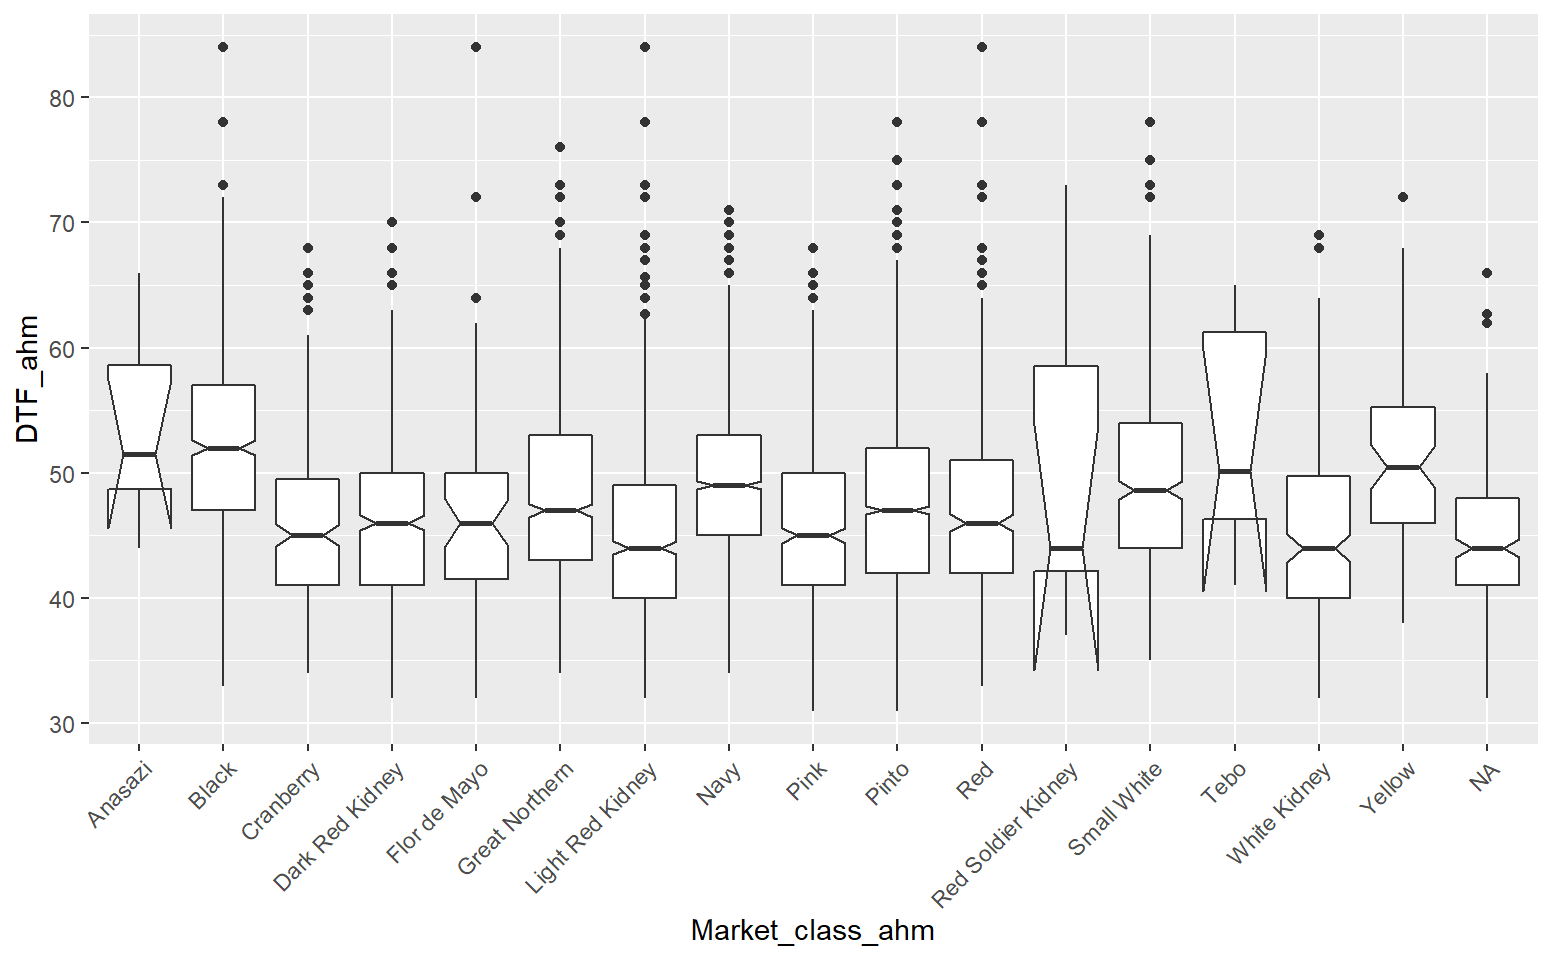 DTF_ahm
80
70
60
50
40
30
Anasazi
Black
Cranberry
Dark Red Kidney
Flor de Mayo
Great Northern
Light Red Kidney
Navy
Pink
Pinto
Red
Red Soldier Kidney
Small White
Tebo
White Kidney
Yellow
NA
Market_class_ahm